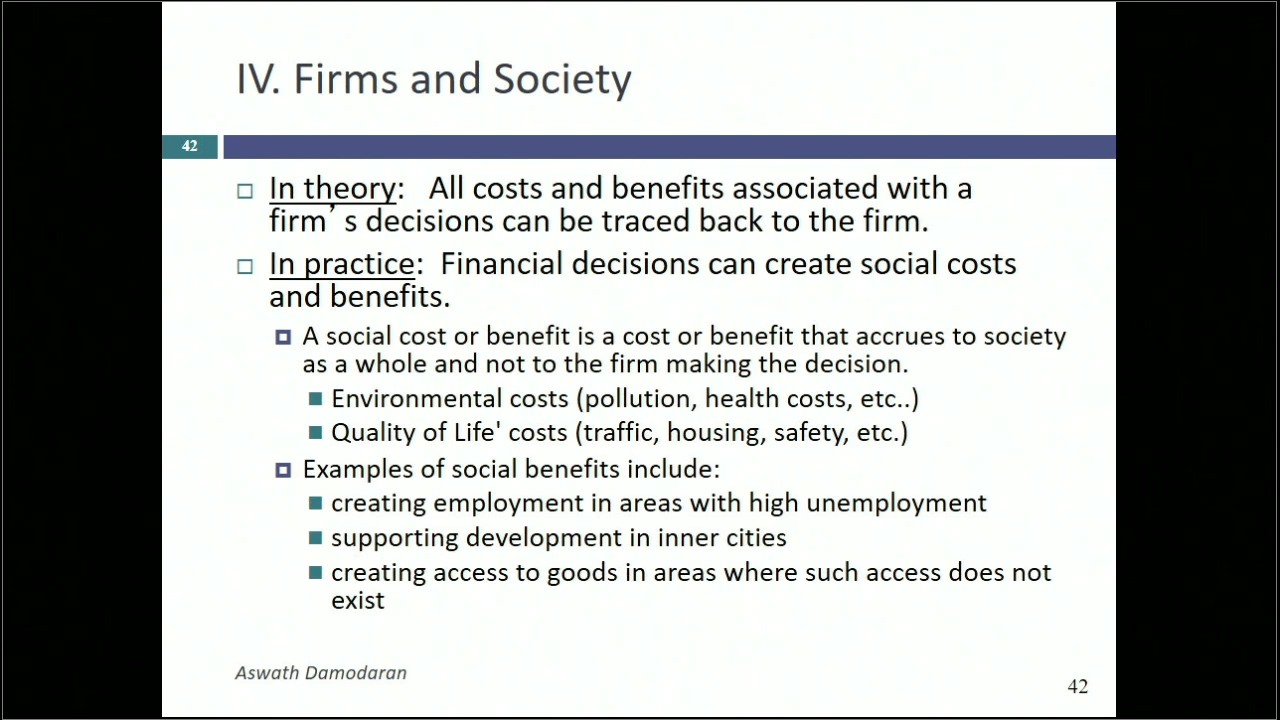 IV. Firms and Society
42
In theory: All costs and benefits associated with a
firm's decisions can be traced back to the firm.
In practice: Financial decisions can create social costs
and benefits.
A social cost or benefit is a cost or benefit that accrues to society
as a whole and not to the firm making the decision.
Environmental costs (pollution, health costs, etc..)
Quality of Life' costs (traffic, housing, safety, etc.)
Examples of social benefits include:
creating employment in areas with high unemployment
supporting development in inner cities
creating access to goods in areas where such access does not
exist
Aswath Damodaran
42